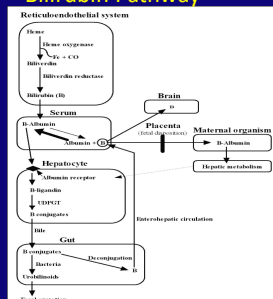 Bilirubin Pathway
Reticuloendothelial system
Heme
Heme oxygenase
Fe + CO
Biliverdin
Biliverdin reductase
Bilirubin (B)
Serum
B-Albumin
Albumin + B
Brain
B
Placenta
(fetal disposition)
Maternal organism
B-Albumin
Hepatic metabolism
Hepatocyte
Albumin receptor
B-ligandin
UDPGT
B conjugates
Enterohepatic circulation
Bile
Gut
B conjugates
Deconjugation
Bacteria
B
Urobilinoids